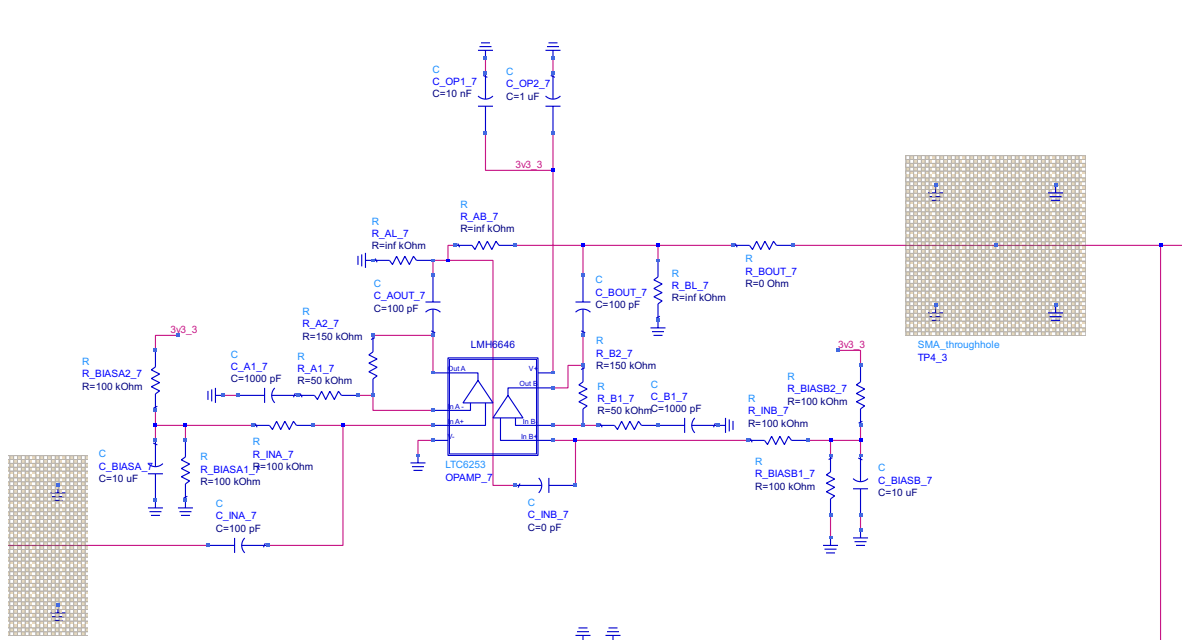 C
C_OP1_7
C=10 nF
C
C_OP2_7
C=1 uF
3v3_3
R
R_AL_7
R=inf kOhm
R
R_AB_7
R=inf kOhm
C
C_AOUT_7
C=100 pF
C
C_BOUT_7
C=100 pF
R
R_BL_7
R=inf kOhm
R
R_BOUT_7
R=0 Ohm
SMA_throughhole
TP4_3
R
R_A2_7
R=150 kOhm
3v3_3
R
R_BIASA2_7
R=100 kOhm
C
C_A1_7
C=1000 pF
R
R_A1_7
R=50 kOhm
LMH6646
Out A
V+
Out B
In A -
In A+
In B-
In B+
V-
LTC6253
OPAMP_7
R
R_B2_7
R=150 kOhm
R
R_B1_7
R=50 kOhm
C
C_B1_7
C=1000 pF
3v3_3
R
R_BIASB2_7
R=100 kOhm
R
R_INB_7
R=100 kOhm
R
R_BIASB1_7
R=100 kOhm
C
C_BIASB_7
C=10 uF
C
C_BIASA_7
C=10 uF
R
R_BIASA1_7
R=100 kOhm
R
R_INA_7
R=100 kOhm
C
C_INA_7
C=100 pF
C
C_INB_7
C=0 pF